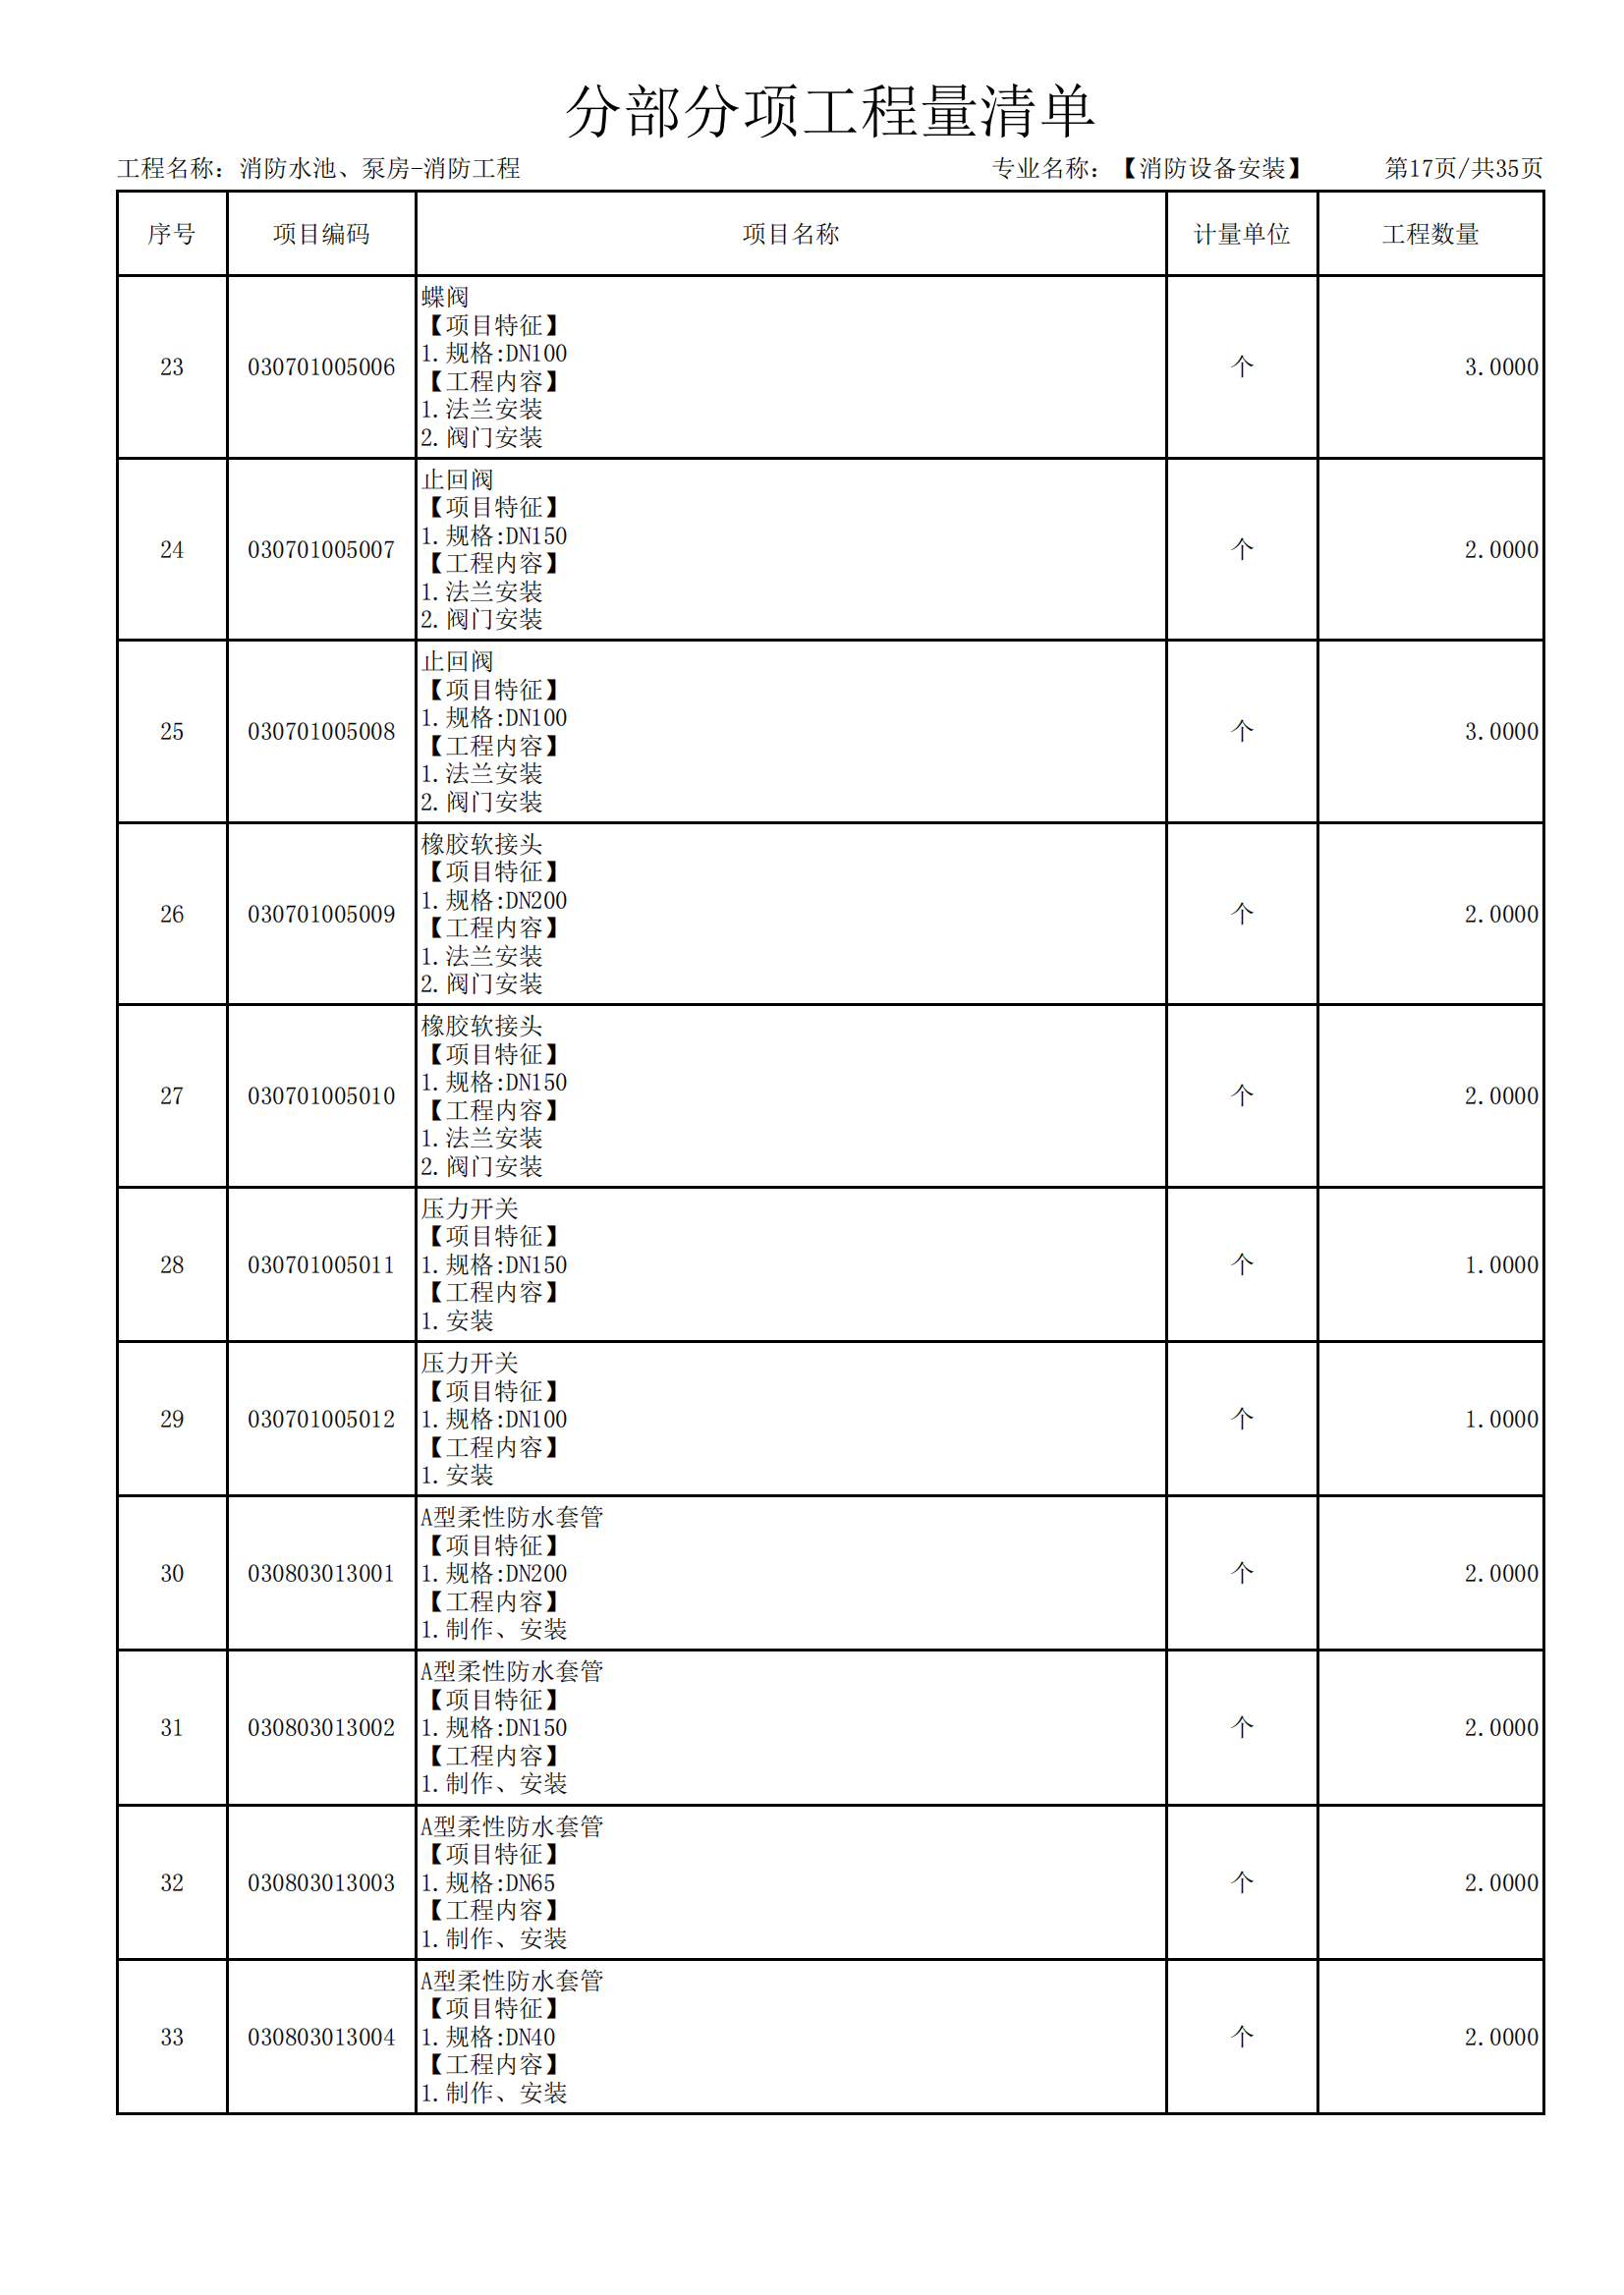 分部分项工程量清单
工程名称：消防水池、泵房-消防工程 专业名称：【消防设备安装】 第17页/共35页
序号 项目编码 项目名称 计量单位 工程数量
蝶阀
【项目特征】
1.规格:DN100
23 030701005006 个 3.0000
【工程内容】
1.法兰安装
2.阀门安装
止回阀
【项目特征】
1.规格:DN150
24 030701005007 个 2.0000
【工程内容】
1.法兰安装
2.阀门安装
止回阀
【项目特征】
1.规格:DN100
25 030701005008 个 3.0000
【工程内容】
1.法兰安装
2.阀门安装
橡胶软接头
【项目特征】
1.规格:DN200
26 030701005009 个 2.0000
【工程内容】
1.法兰安装
2.阀门安装
橡胶软接头
【项目特征】
1.规格:DN150
27 030701005010 个 2.0000
【工程内容】
1.法兰安装
2.阀门安装
压力开关
【项目特征】
28 030701005011 1.规格:DN150 个 1.0000
【工程内容】
1.安装
压力开关
【项目特征】
29 030701005012 1.规格:DN100 个 1.0000
【工程内容】
1.安装
A型柔性防水套管
【项目特征】
30 030803013001 1.规格:DN200 个 2.0000
【工程内容】
1.制作、安装
A型柔性防水套管
【项目特征】
31 030803013002 1.规格:DN150 个 2.0000
【工程内容】
1.制作、安装
A型柔性防水套管
【项目特征】
32 030803013003 1.规格:DN65 个 2.0000
【工程内容】
1.制作、安装
A型柔性防水套管
【项目特征】
33 030803013004 1.规格:DN40 个 2.0000
【工程内容】
1.制作、安装